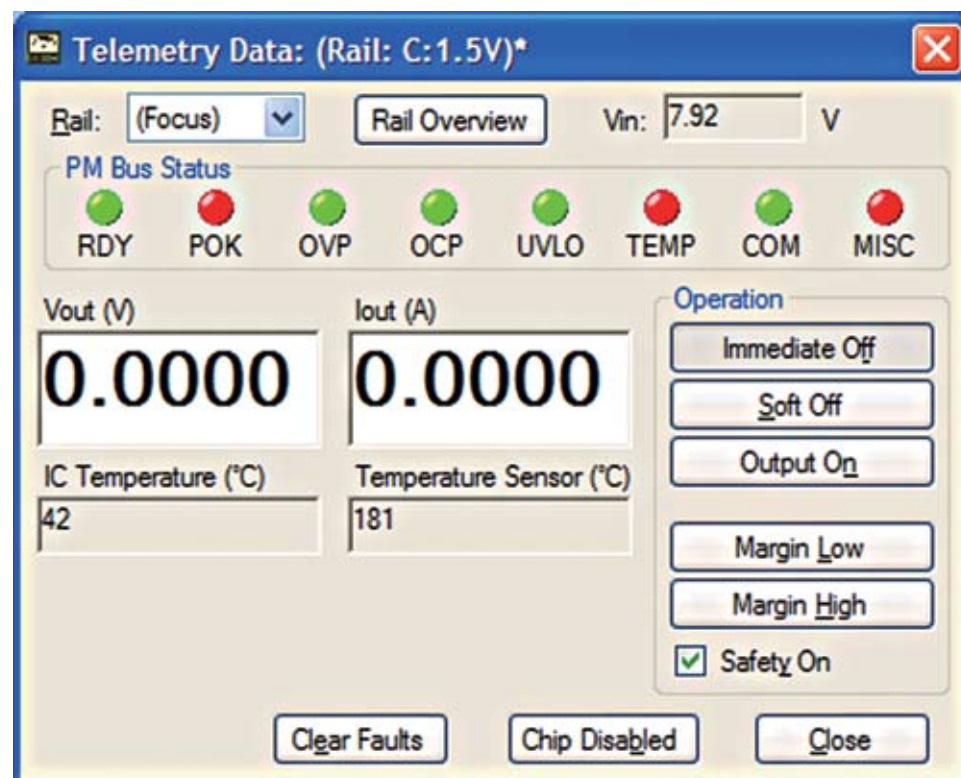 Telemetry Data: (Rail: C:1.5V)*
Rail: (Focus) Rail Overview Vin: 7.92 V
PM Bus Status
RDY POK OVP OCP UVLO TEMP COM MISC
Vout (V) Iout (A)
0.0000 0.0000
IC Temperature (°C) Temperature Sensor (°C)
42 181
Operation
Immediate Off
Soft Off
Output On
Margin Low
Margin High
Safety On
Clear Faults Chip Disabled Close